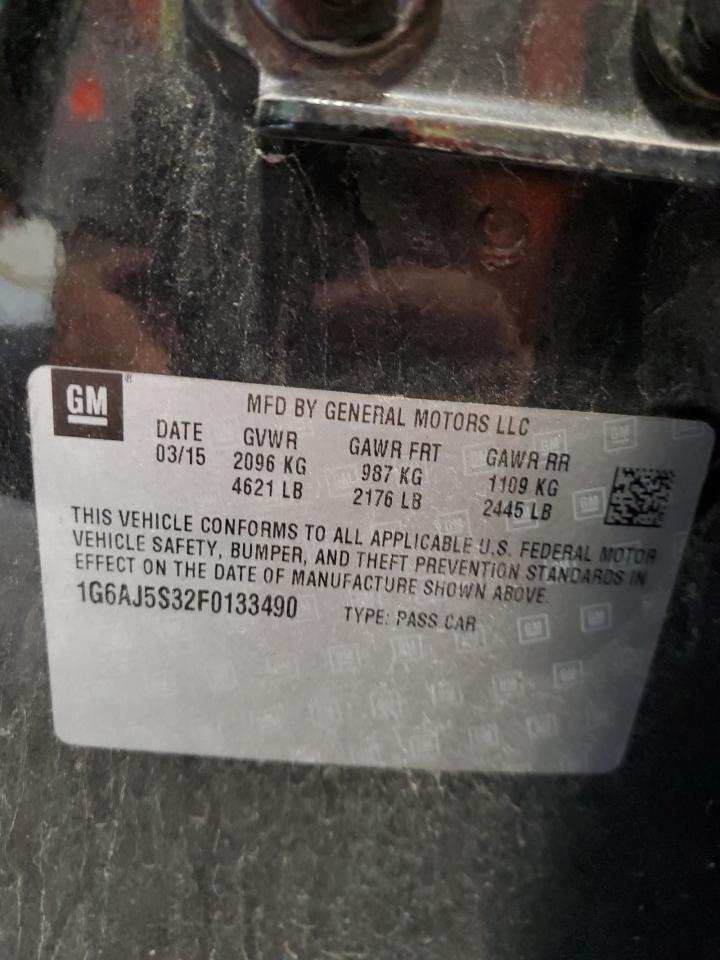 GM ® MFD BY GENERAL MOTORS LLC
DATE GVWR GAWR FRT GAWR RR
03/15 2096 KG 987 KG 1109 KG
4621 LB 2176 LB 2445 LB
THIS VEHICLE CONFORMS TO ALL APPLICABLE U.S. FEDERAL MOTOR
VEHICLE SAFETY, BUMPER, AND THEFT PREVENTION STANDARDS IN
EFFECT ON THE DATE OF MANUFACTURE SHOWN ABOVE.
1G6AJ5S32F0133490 TYPE: PASS CAR